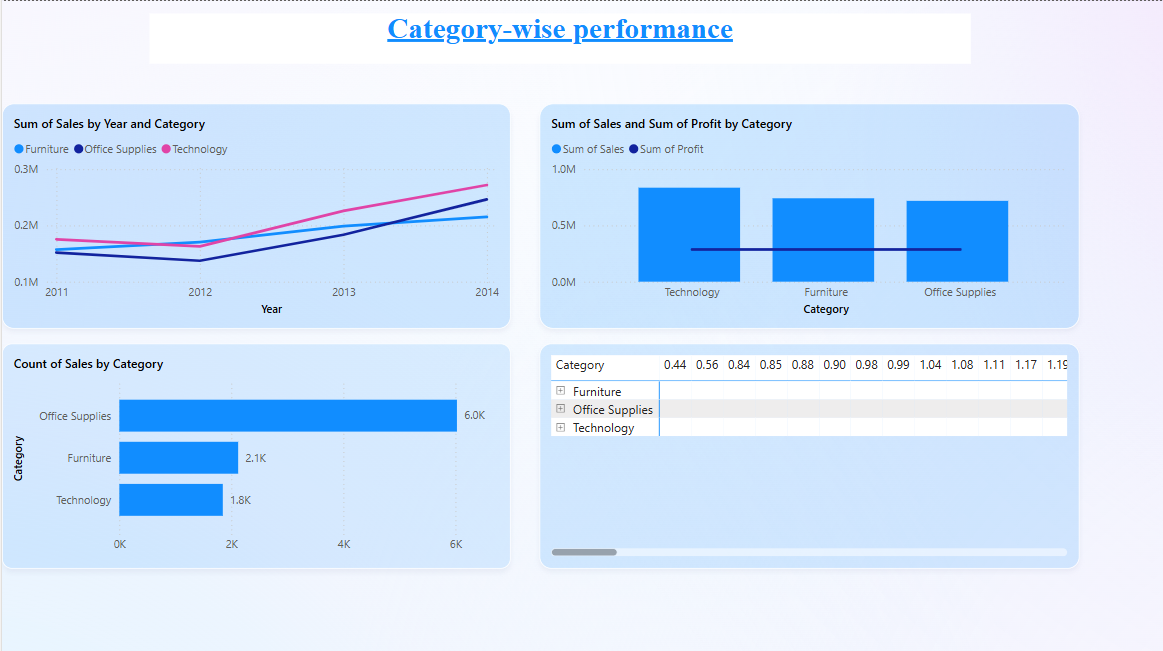 Category-wise performance
Sum of Sales by Year and Category
Furniture Office Supplies Technology
0.3M
0.2M
0.1M
2011 2012 2013 2014
Year
Sum of Sales and Sum of Profit by Category
Sum of Sales Sum of Profit
1.0M
0.5M
0.0M
Technology Furniture Office Supplies
Category
Count of Sales by Category
Category
Office Supplies 6.0K
Furniture 2.1K
Technology 1.8K
0K 2K 4K 6K
Category 0.44 0.56 0.84 0.85 0.88 0.90 0.98 0.99 1.04 1.08 1.11 1.17 1.19
Furniture
Office Supplies
Technology